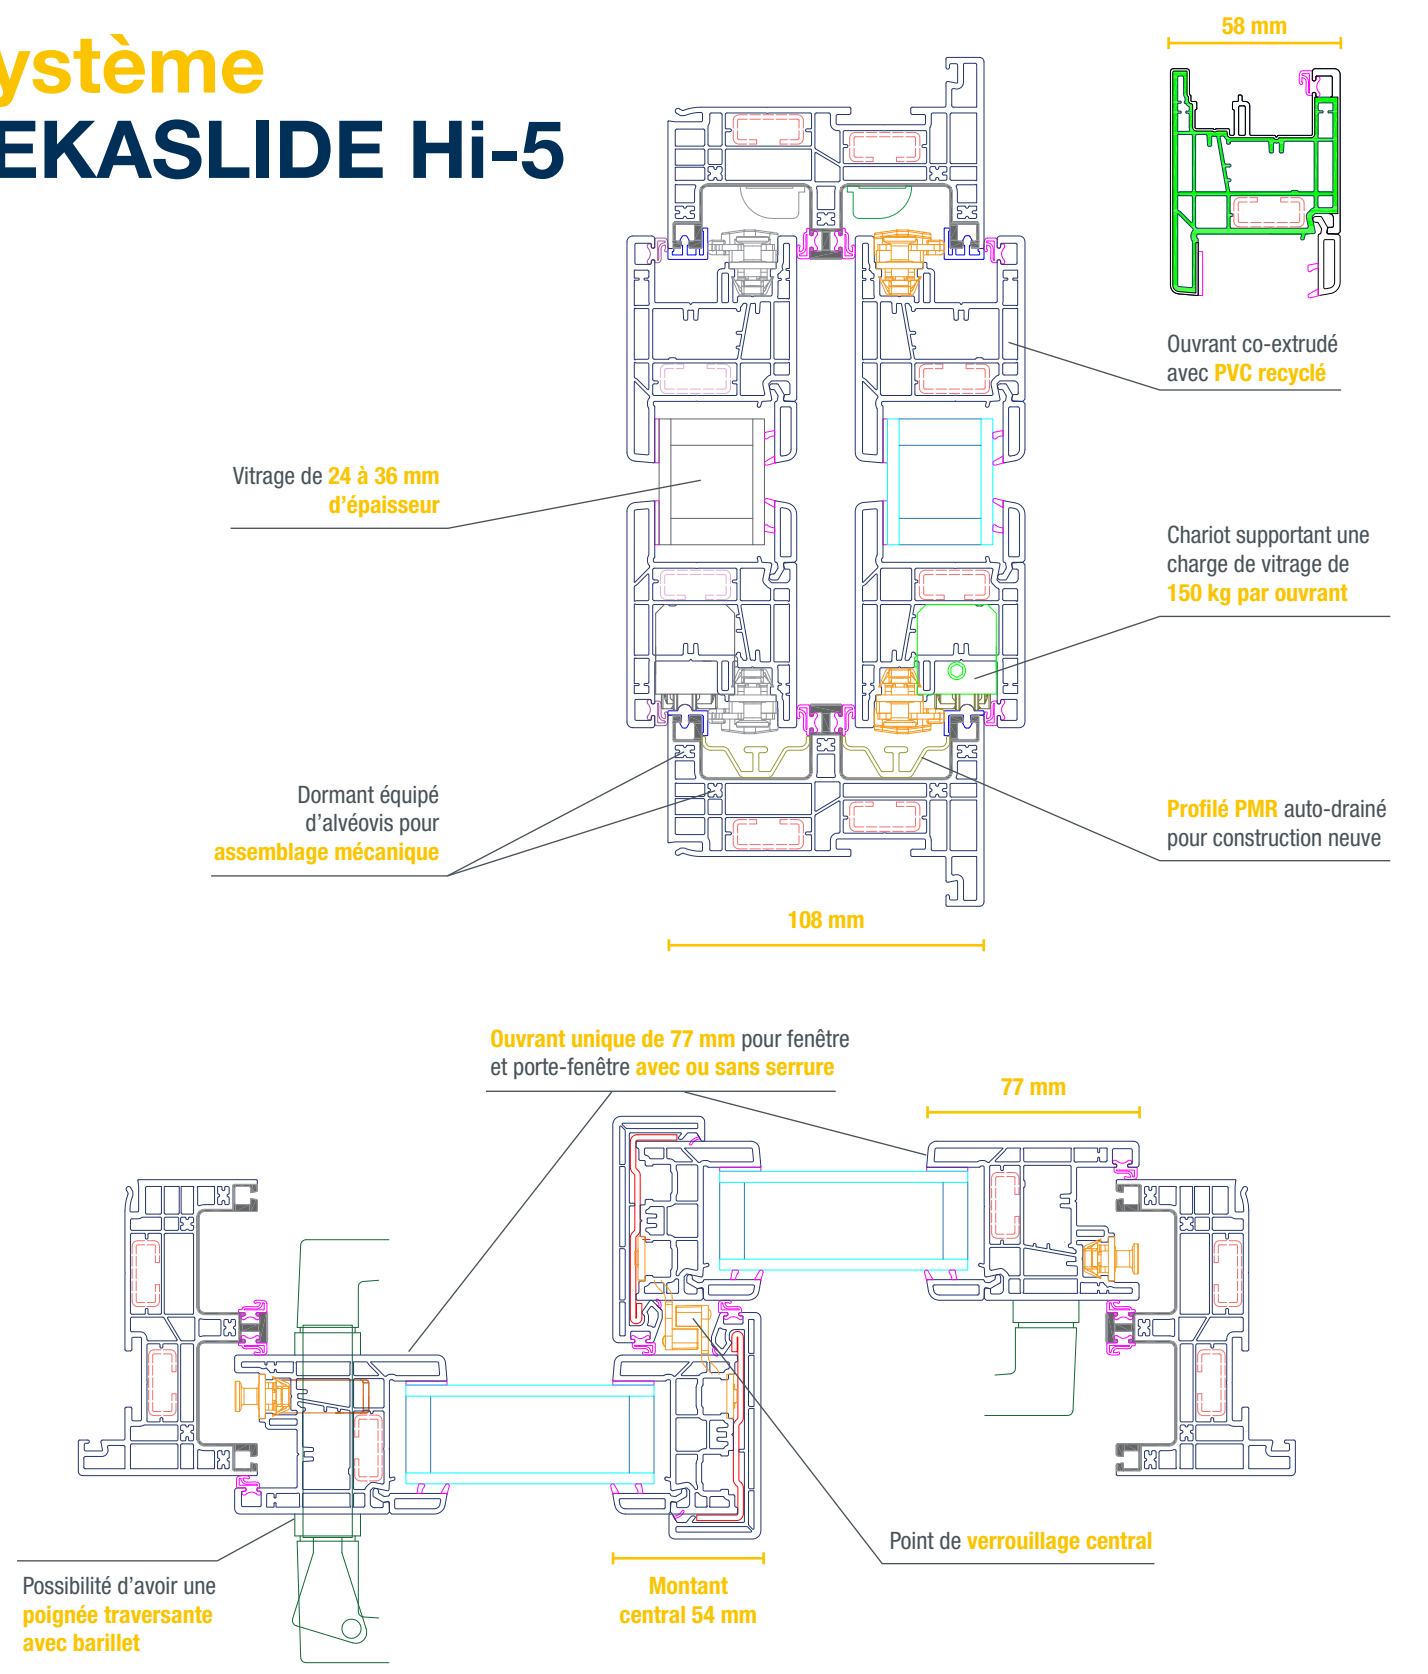 ystème
EKASLIDE Hi-5
58 mm
Ouvrant co-extrudé
avec PVC recyclé
Vitrage de 24 à 36 mm
d'épaisseur
Chariot supportant une
charge de vitrage de
150 kg par ouvrant
Dormant équipé
d'alvéovis pour
assemblage mécanique
Profilé PMR auto-drainé
pour construction neuve
108 mm
Ouvrant unique de 77 mm pour fenêtre
et porte-fenêtre avec ou sans serrure
77 mm
Point de verrouillage central
Montant
central 54 mm
Possibilité d'avoir une
poignée traversante
avec barillet